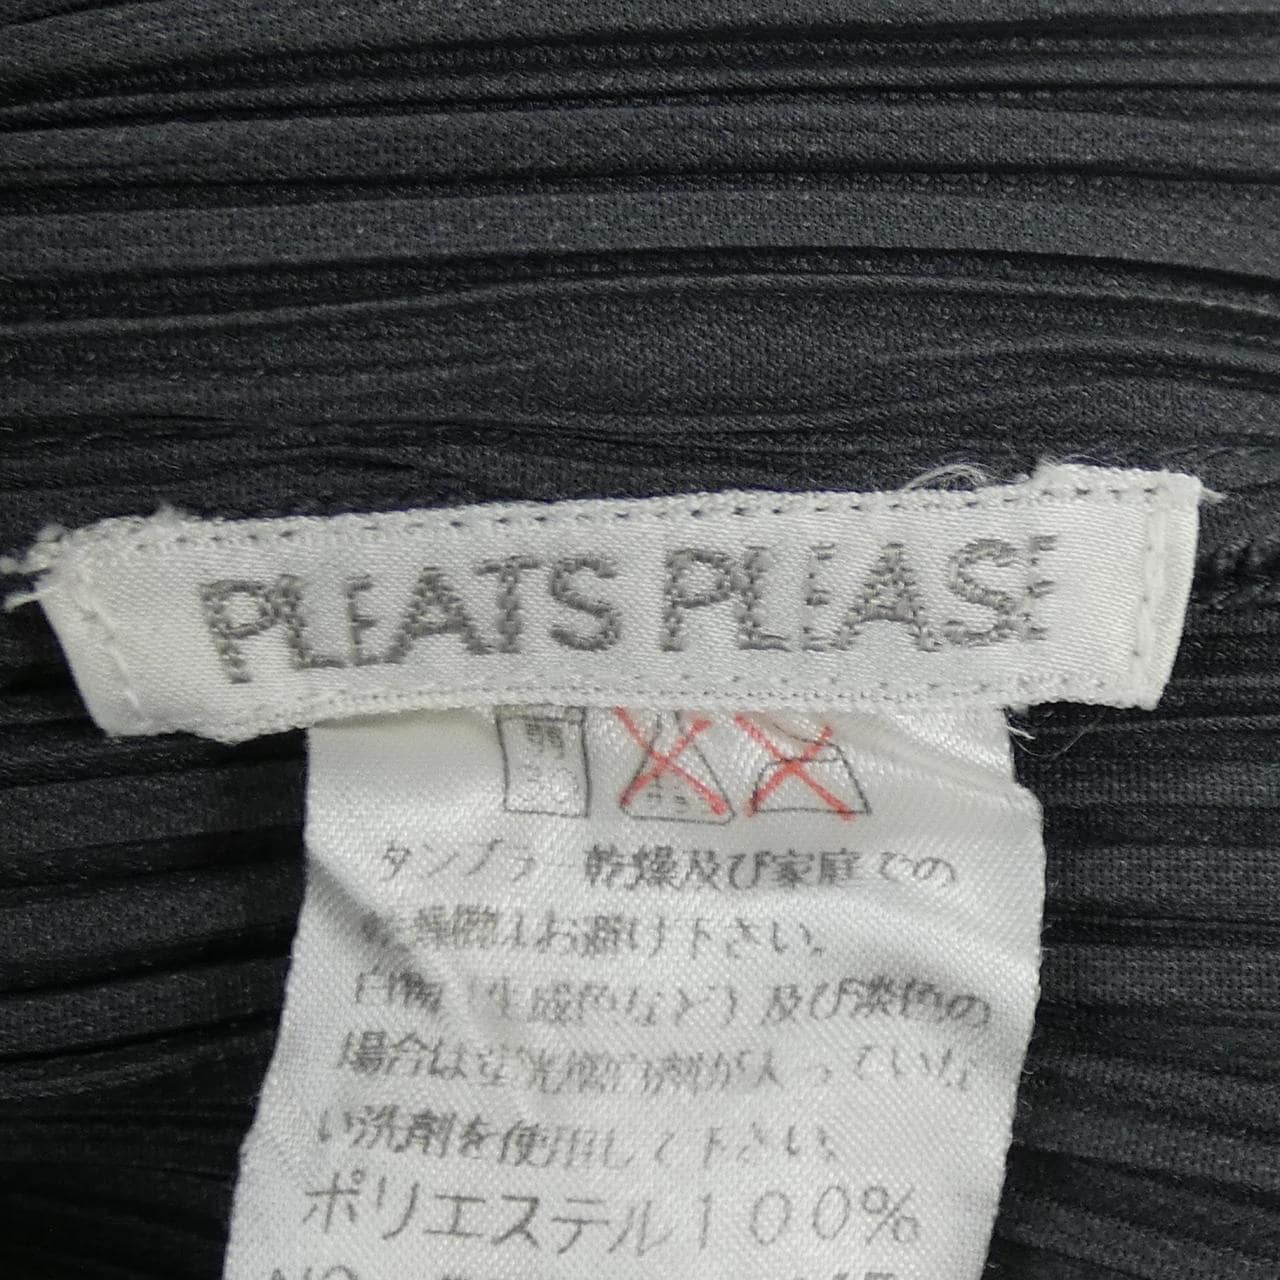 PLEATS PLEASE
タンブラー乾燥及び家庭での
乾燥機はお避け下さい。
白物(生成色など)及び淡色の
場合は蛍光増白剤が入っていな
い洗剤を使用して下さい。
ポリエステル100%